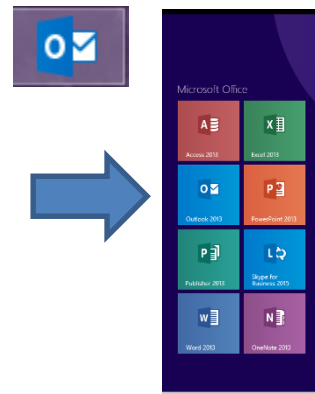 Microsoft Office
Access 2013
Excel 2013
Outlook 2013
PowerPoint 2013
Publisher 2013
Skype for
Business 2015
Word 2013
OneNote 2013